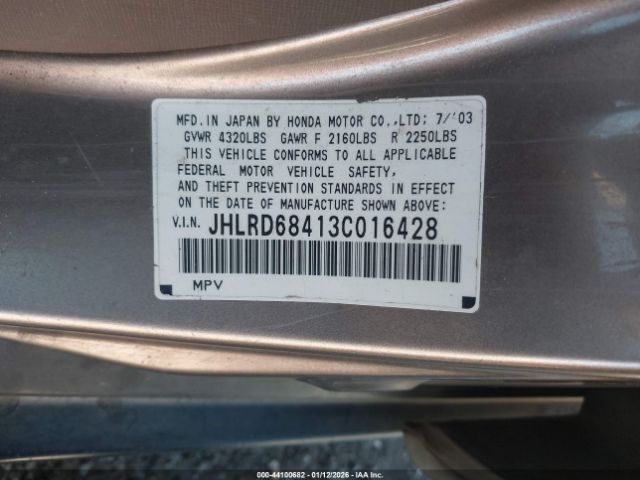 MFD. IN JAPAN BY HONDA MOTOR CO.,LTD; 7/'03
GVWR 4320LBS GAWR F 2160LBS R 2250LBS
THIS VEHICLE CONFORMS TO ALL APPLICABLE
FEDERAL MOTOR VEHICLE SAFETY,
AND THEFT PREVENTION STANDARDS IN EFFECT
ON THE DATE OF MANUFACTURE SHOWN ABOVE:
V.I.N. JHLRD68413C016428
MPV
000-44100682 - 01/12/2026 - IAAI.CA